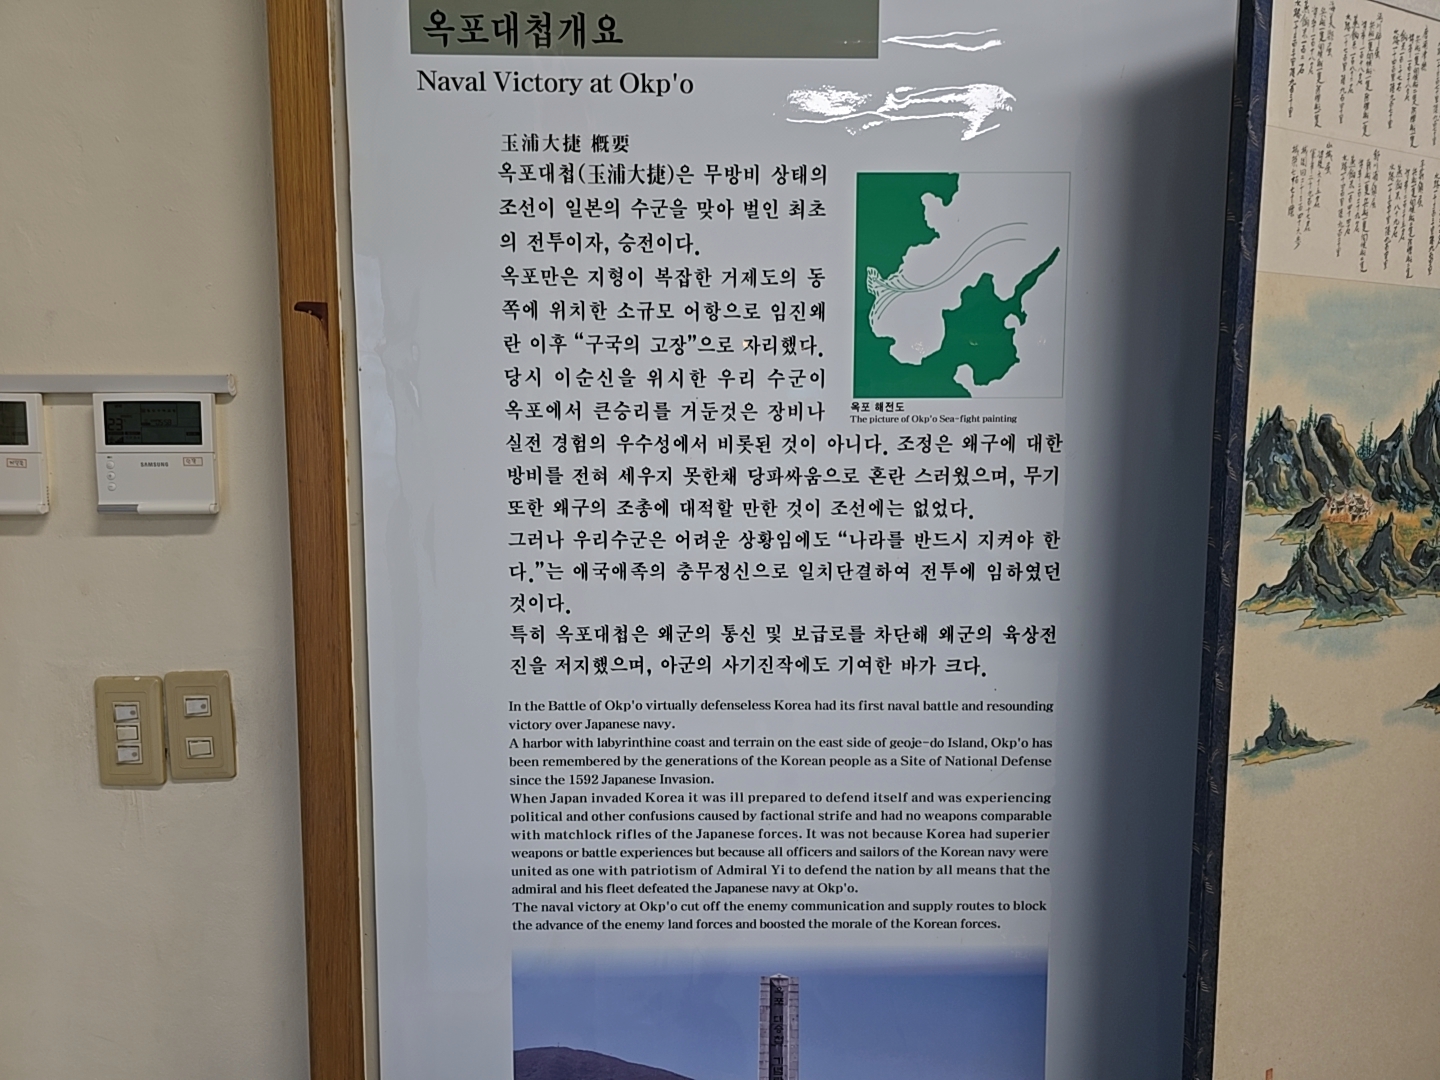 옥포대첩개요
Naval Victory at Okp'o
玉浦大捷 概要
옥포대첩(玉浦大捷)은 무방비 상태의
조선이 일본의 수군을 맞아 벌인 최초
의 전투이자, 승전이다.
옥포만은 지형이 복잡한 거제도의 동
쪽에 위치한 소규모 어항으로 임진왜
란 이후 “구국의 고장”으로 자리했다.
당시 이순신을 위시한 우리 수군이
옥포에서 큰승리를 거둔것은 장비나
실전 경험의 우수성에서 비롯된 것이 아니다. 조정은 왜구에 대한
방비를 전혀 세우지 못한채 당파싸움으로 혼란 스러웠으며, 무기
또한 왜구의 조총에 대적할 만한 것이 조선에는 없었다.
그러나 우리수군은 어려운 상황임에도 “나라를 반드시 지켜야 한
다.”는 애국애족의 충무정신으로 일치단결하여 전투에 임하였던
것이다.
특히 옥포대첩은 왜군의 통신 및 보급로를 차단해 왜군의 육상전
진을 저지했으며, 아군의 사기진작에도 기여한 바가 크다.
옥포 해전도
The picture of Okp'o Sea-fight painting
In the Battle of Okp'o virtually defenseless Korea had its first naval battle and resounding
victory over Japanese navy.
A harbor with labyrinthine coast and terrain on the east side of geoje-do Island, Okp'o has
been remembered by the generations of the Korean people as a Site of National Defense
since the 1592 Japanese Invasion.
When Japan invaded Korea it was ill prepared to defend itself and was experiencing
political and other confusions caused by factional strife and had no weapons comparable
with matchlock rifles of the Japanese forces. It was not because Korea had superier
weapons or battle experiences but because all officers and sailors of the Korean navy were
united as one with patriotism of Admiral Yi to defend the nation by all means that the
admiral and his fleet defeated the Japanese navy at Okp'o.
The naval victory at Okp'o cut off the enemy communication and supply routes to block
the advance of the enemy land forces and boosted the morale of the Korean forces.
옥포 대승첩
SAMSUNG
23